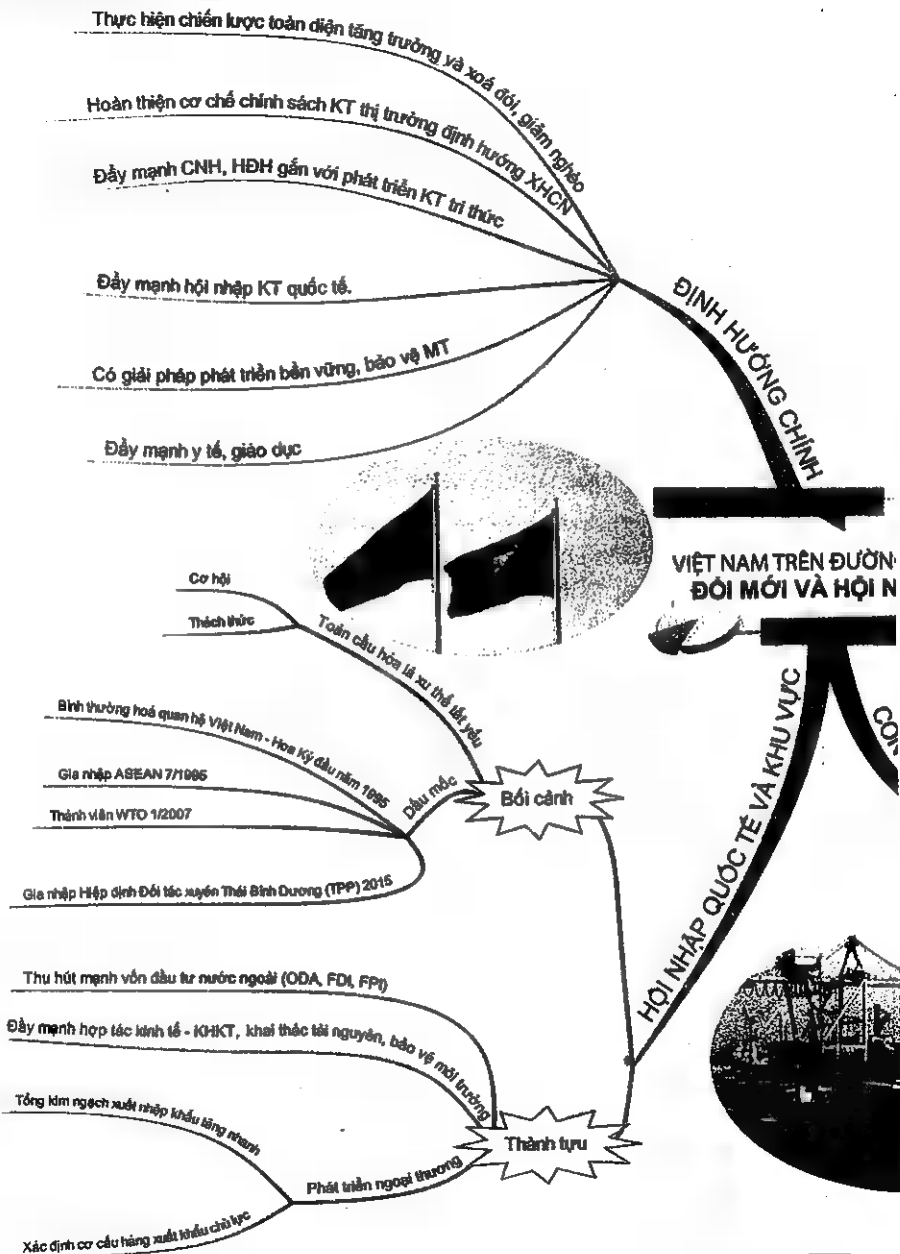 Thực hiện chiến lược toàn diện tăng trưởng và xoá đói, giảm nghèo
Hoàn thiện cơ chế chính sách KT thị trường định hướng XHCN
Đẩy mạnh CNH, HĐH gắn với phát triển KT tri thức
Đẩy mạnh hội nhập KT quốc tế.
Có giải pháp phát triển bền vững, bảo vệ MT
Đẩy mạnh y tế, giáo dục
ĐỊNH HƯỚNG CHÍNH
VIỆT NAM TRÊN ĐƯỜN
ĐỔI MỚI VÀ HỘI N
Cơ hội
Thách thức
Toàn cầu hóa là xu thế tất yếu
Bình thường hoá quan hệ Việt Nam - Hoa Kỳ đầu năm 1995
Gia nhập ASEAN 7/1995
Thành viên WTO 1/2007
Gia nhập Hiệp định Đối tác xuyên Thái Bình Dương (TPP) 2015
Dấu mốc
Bối cảnh
HỘI NHẬP QUỐC TẾ VÀ KHU VỰC
CON
Thu hút mạnh vốn đầu tư nước ngoài (ODA, FDI, FPI)
Đẩy mạnh hợp tác kinh tế - KHKT, khai thác tài nguyên, bảo vệ môi trường
Tổng kim ngạch xuất nhập khẩu tăng nhanh
Phát triển ngoại thương
Thành tựu
Xác định cơ cấu hàng xuất khẩu chủ lực